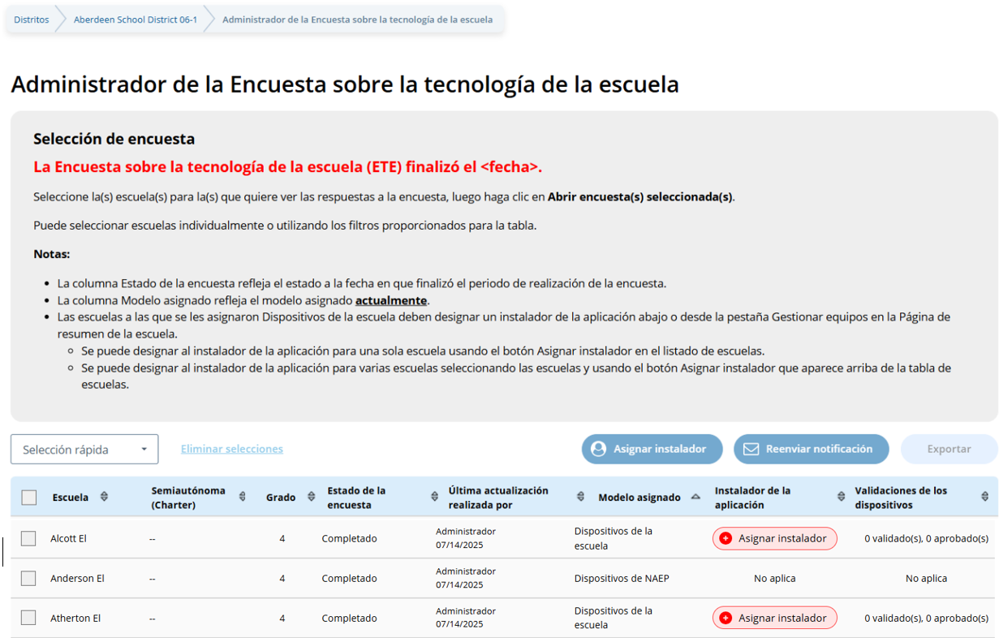 Distritos
Aberdeen School District 06-1
Administrador de la Encuesta sobre la tecnología de la escuela
Administrador de la Encuesta sobre la tecnología de la escuela
Selección de encuesta
La Encuesta sobre la tecnología de la escuela (ETE) finalizó el <fecha>.
Seleccione la(s) escuela(s) para la(s) que quiere ver las respuestas a la encuesta, luego haga clic en Abrir encuesta(s) seleccionada(s).
Puede seleccionar escuelas individualmente o utilizando los filtros proporcionados para la tabla.
Notas:
• La columna Estado de la encuesta refleja el estado a la fecha en que finalizó el periodo de realización de la encuesta.
• La columna Modelo asignado refleja el modelo asignado actualmente.
• Las escuelas a las que se les asignaron Dispositivos de la escuela deben designar un instalador de la aplicación abajo o desde la pestaña Gestionar equipos en la Página de
resumen de la escuela.
○ Se puede designar al instalador de la aplicación para una sola escuela usando el botón Asignar instalador en el listado de escuelas.
○ Se puede designar al instalador de la aplicación para varias escuelas seleccionando las escuelas y usando el botón Asignar instalador que aparece arriba de la tabla de
escuelas.
Selección rápida
Eliminar selecciones
Asignar instalador
Reenviar notificación
Exportar
Escuela
Semiautónoma
(Charter)
Grado
Estado de la
encuesta
Última actualización
realizada por
Modelo asignado
Instalador de la
aplicación
Validaciones de los
dispositivos
Alcott El
--
4
Completado
Administrador
07/14/2025
Dispositivos de la
escuela
Asignar instalador
0 validado(s), 0 aprobado(s)
Anderson El
--
4
Completado
Administrador
07/14/2025
Dispositivos de NAEP
No aplica
No aplica
Atherton El
--
4
Completado
Administrador
07/14/2025
Dispositivos de la
escuela
Asignar instalador
0 validado(s), 0 aprobado(s)